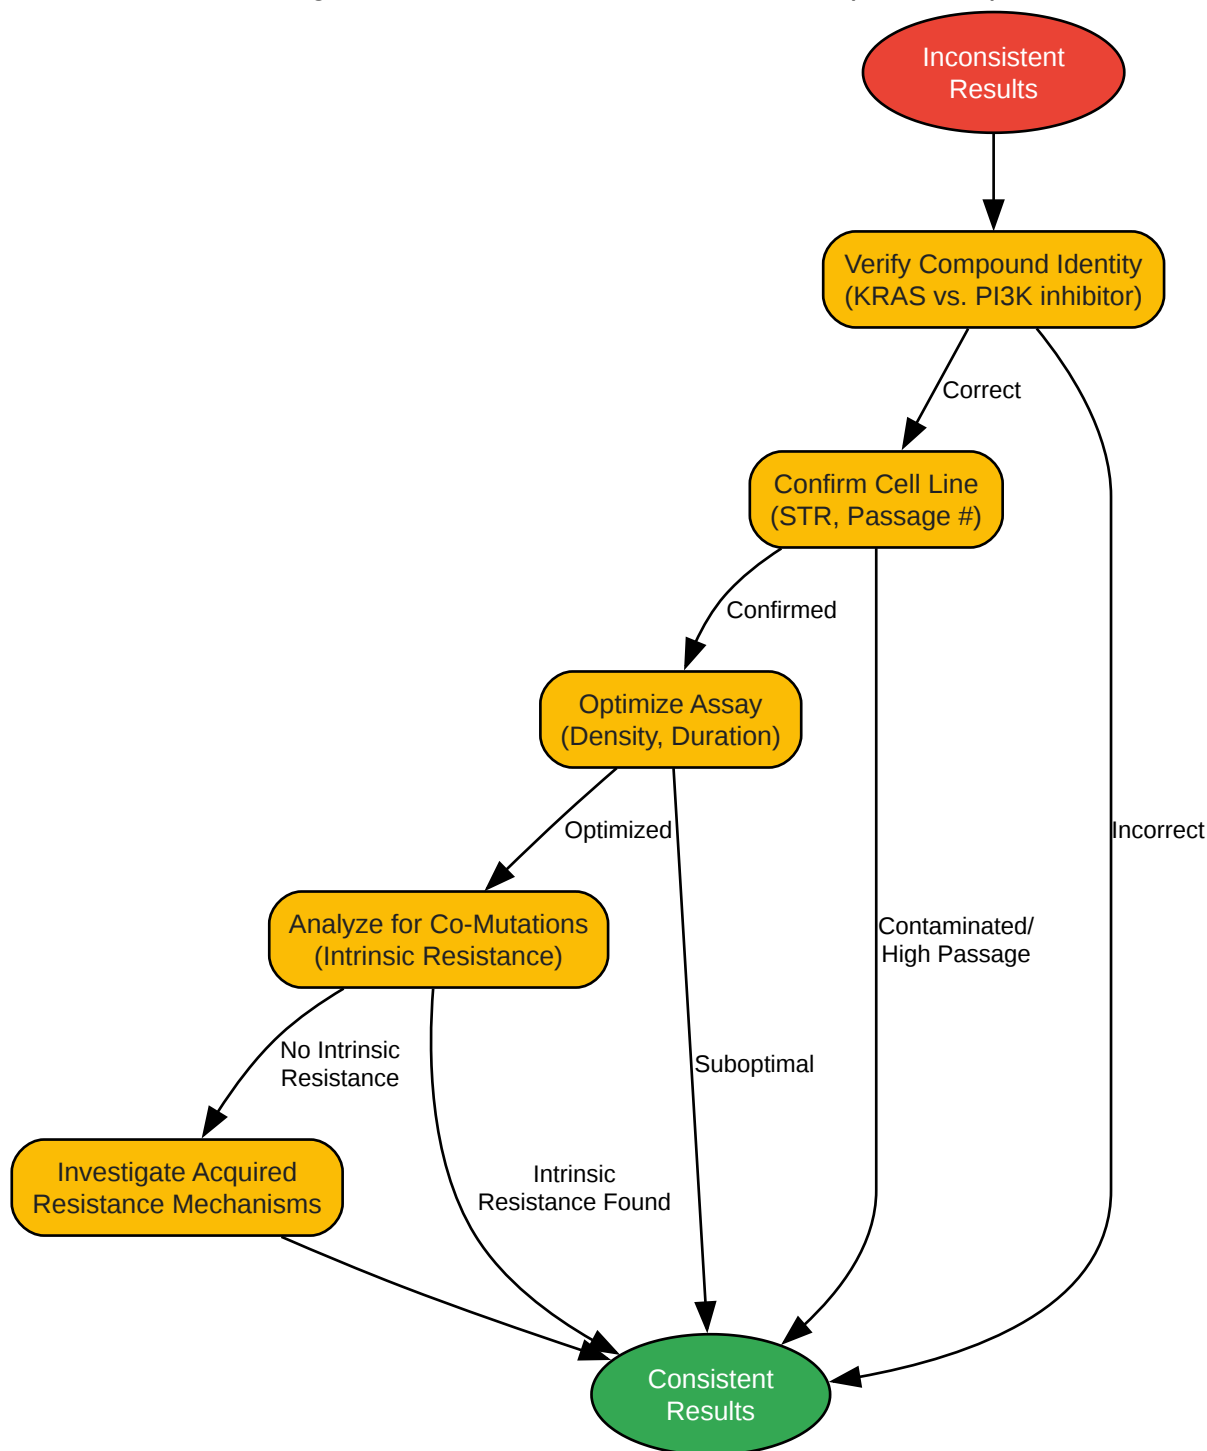 Inconsistent
Results
Verify Compound Identity
(KRAS vs. PI3K inhibitor)
Correct
Confirm Cell Line
(STR, Passage #)
Confirmed
Optimize Assay
(Density, Duration)
Optimized
Incorrect
Analyze for Co-Mutations
(Intrinsic Resistance)
Contaminated/
High Passage
No Intrinsic
Resistance
Suboptimal
Investigate Acquired
Resistance Mechanisms
Intrinsic
Resistance Found
Consistent
Results